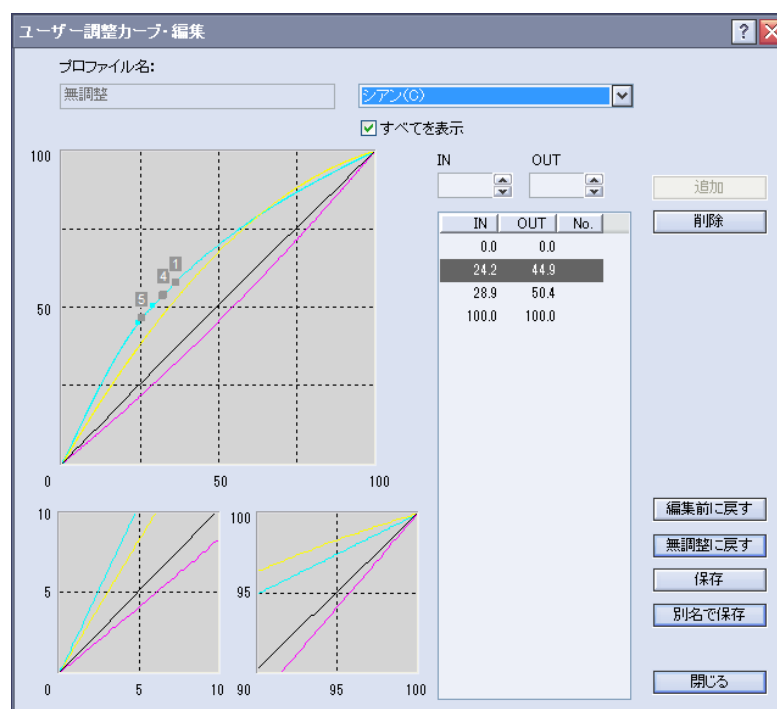 ユーザー調整カーブ・編集
プロファイル名:
無調整
シアン(C)
すべてを表示
IN OUT
追加
削除
IN OUT No.
0.0 0.0
24.2 44.9
28.9 50.4
100.0 100.0
100
50
0 50 100
1
4
5
10
5
0 5 10
100
95
90 95 100
編集前に戻す
無調整に戻す
保存
別名で保存
閉じる